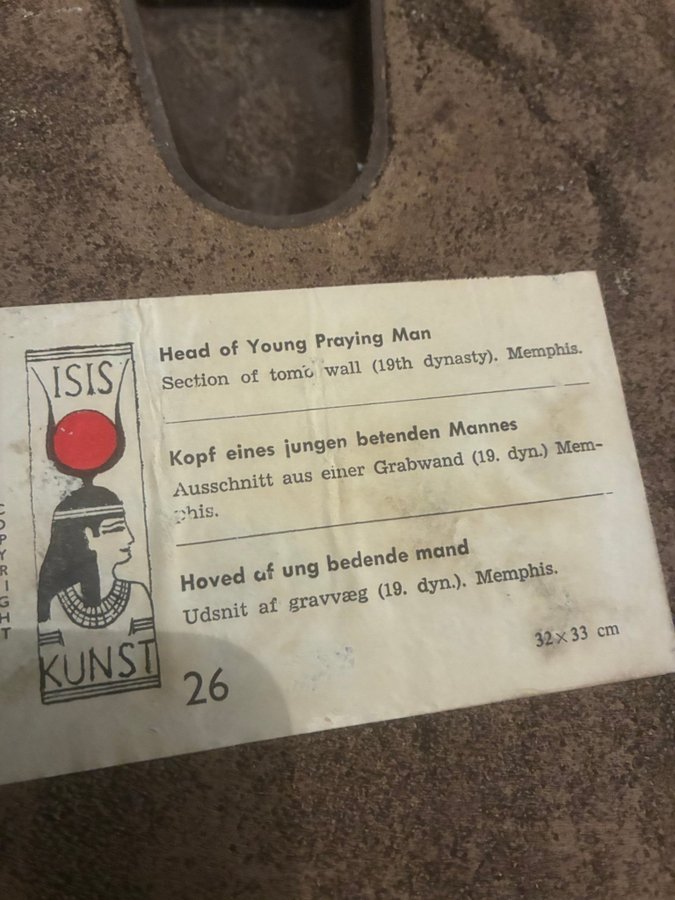 ISIS
KUNST
COPYRIGHT
Head of Young Praying Man
Section of tomb wall (19th dynasty). Memphis.
Kopf eines jungen betenden Mannes
Ausschnitt aus einer Grabwand (19. dyn.) Mem-
phis.
Hoved af ung bedende mand
Udsnit af gravvæg (19. dyn.). Memphis.
32×33 cm
26